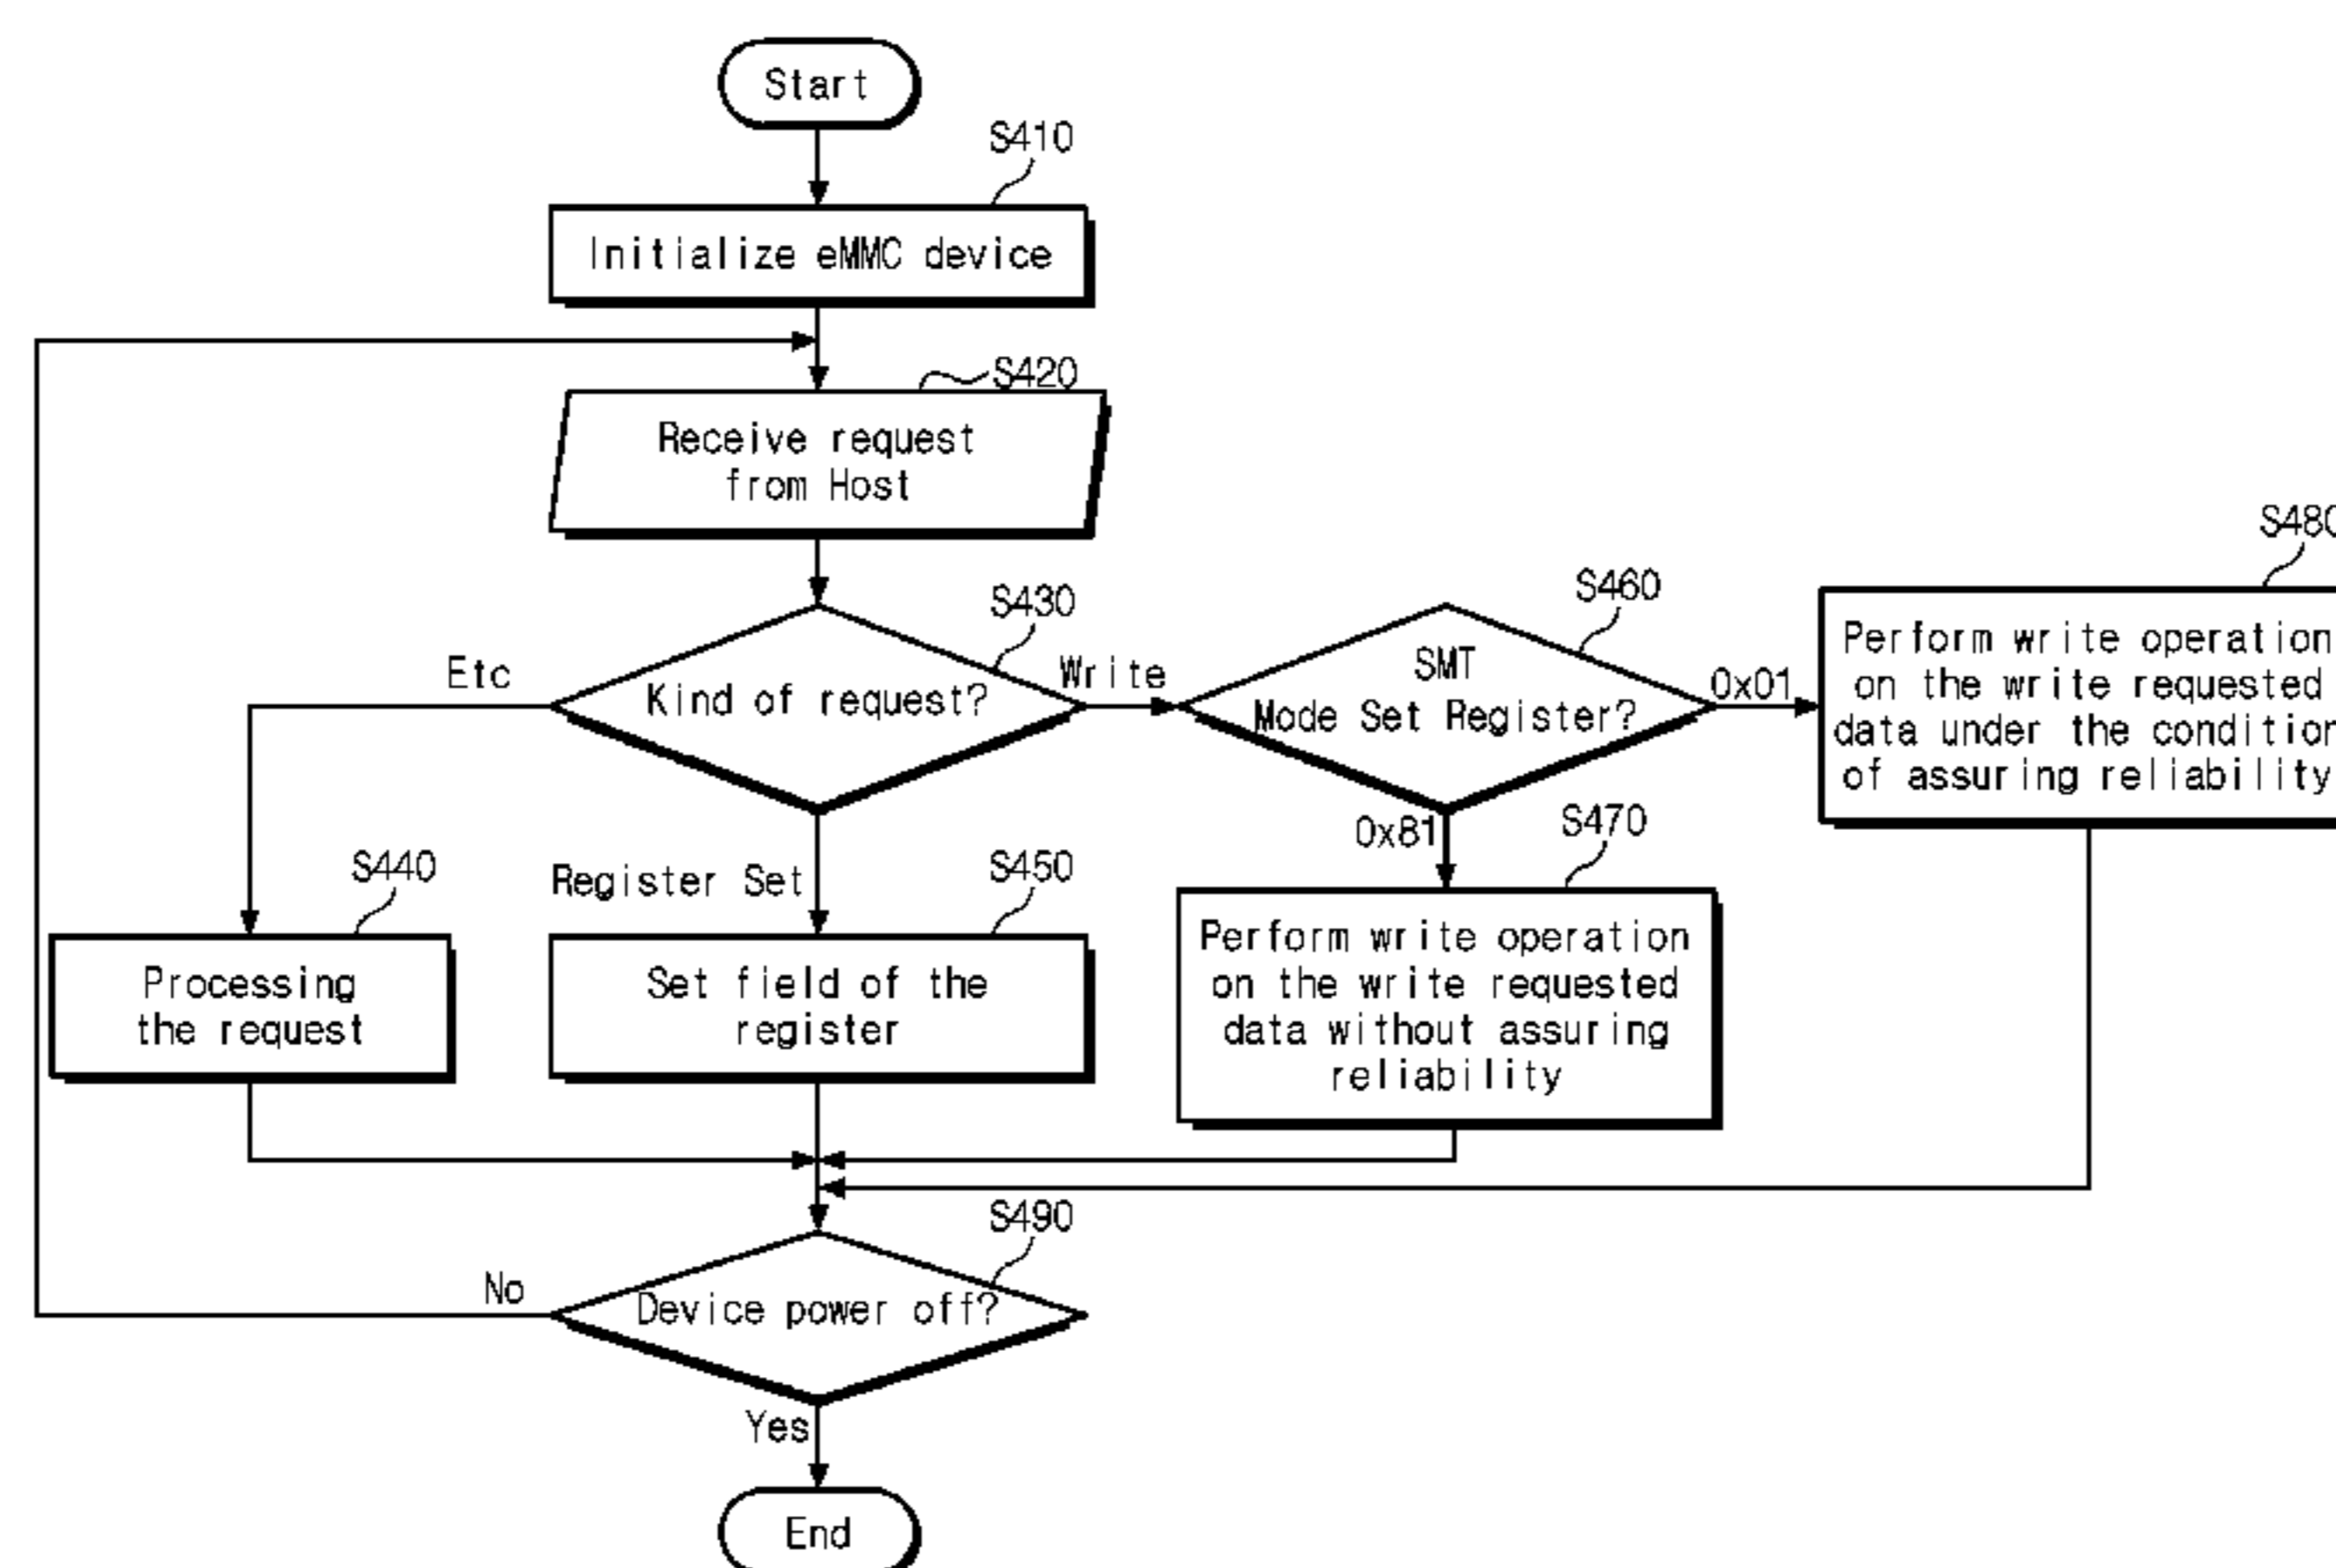 Start
S410
Initialize eMMC device
S420
Receive request
from Host
S430
Kind of request?
Etc
Write
Register Set
S460
SMT
Mode Set Register?
0x01
0x81
S480
Perform write operation
on the write requested
data under the condition
of assuring reliability
S440
Processing
the request
S450
Set field of the
register
S470
Perform write operation
on the write requested
data without assuring
reliability
S490
Device power off?
No
Yes
End